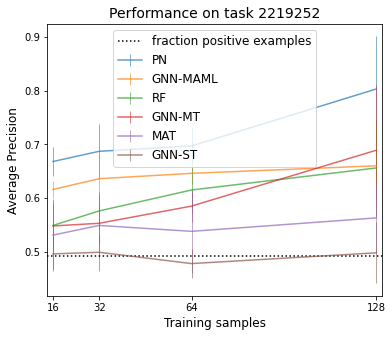 Performance on task 2219252
Average Precision
0.9
0.8
0.7
0.6
0.5
fraction positive examples
PN
GNN-MAML
RF
GNN-MT
MAT
GNN-ST
16
32
64
128
Training samples